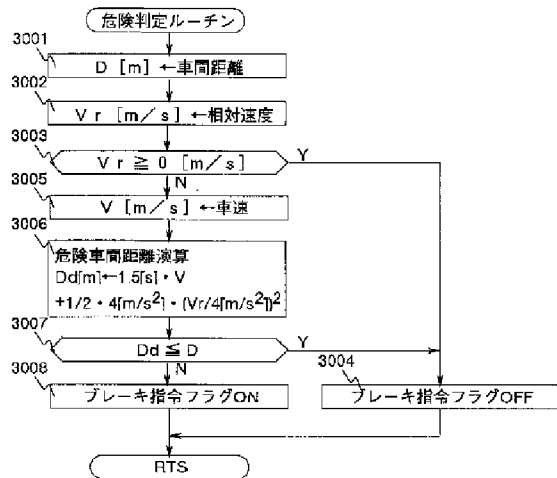 危険判定ルーチン
3001
D [m] ←車間距離
3002
Vr [m/s] ←相対速度
3003
Vr ≧ 0 [m/s]
Y
N
3005
V [m/s] ←車速
3006
危険車間距離演算
Dd[m]←1.5[s]・V
+1/2・4[m/s²]・(Vr/4[m/s²])²
3007
Dd ≦ D
Y
N
3008
ブレーキ指令フラグON
3004
ブレーキ指令フラグOFF
RTS